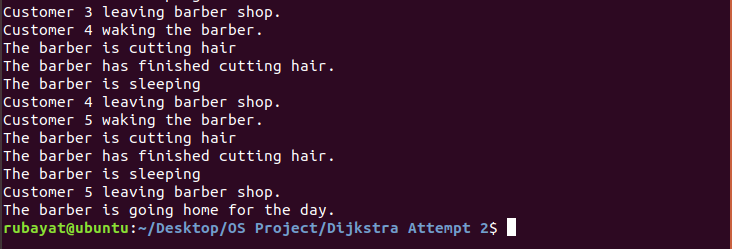 Customer 3 leaving barber shop.
Customer 4 waking the barber.
The barber is cutting hair
The barber has finished cutting hair.
The barber is sleeping
Customer 4 leaving barber shop.
Customer 5 waking the barber.
The barber is cutting hair
The barber has finished cutting hair.
The barber is sleeping
Customer 5 leaving barber shop.
The barber is going home for the day.
rubayat@ubuntu:~/Desktop/OS Project/Dijkstra Attempt 2$